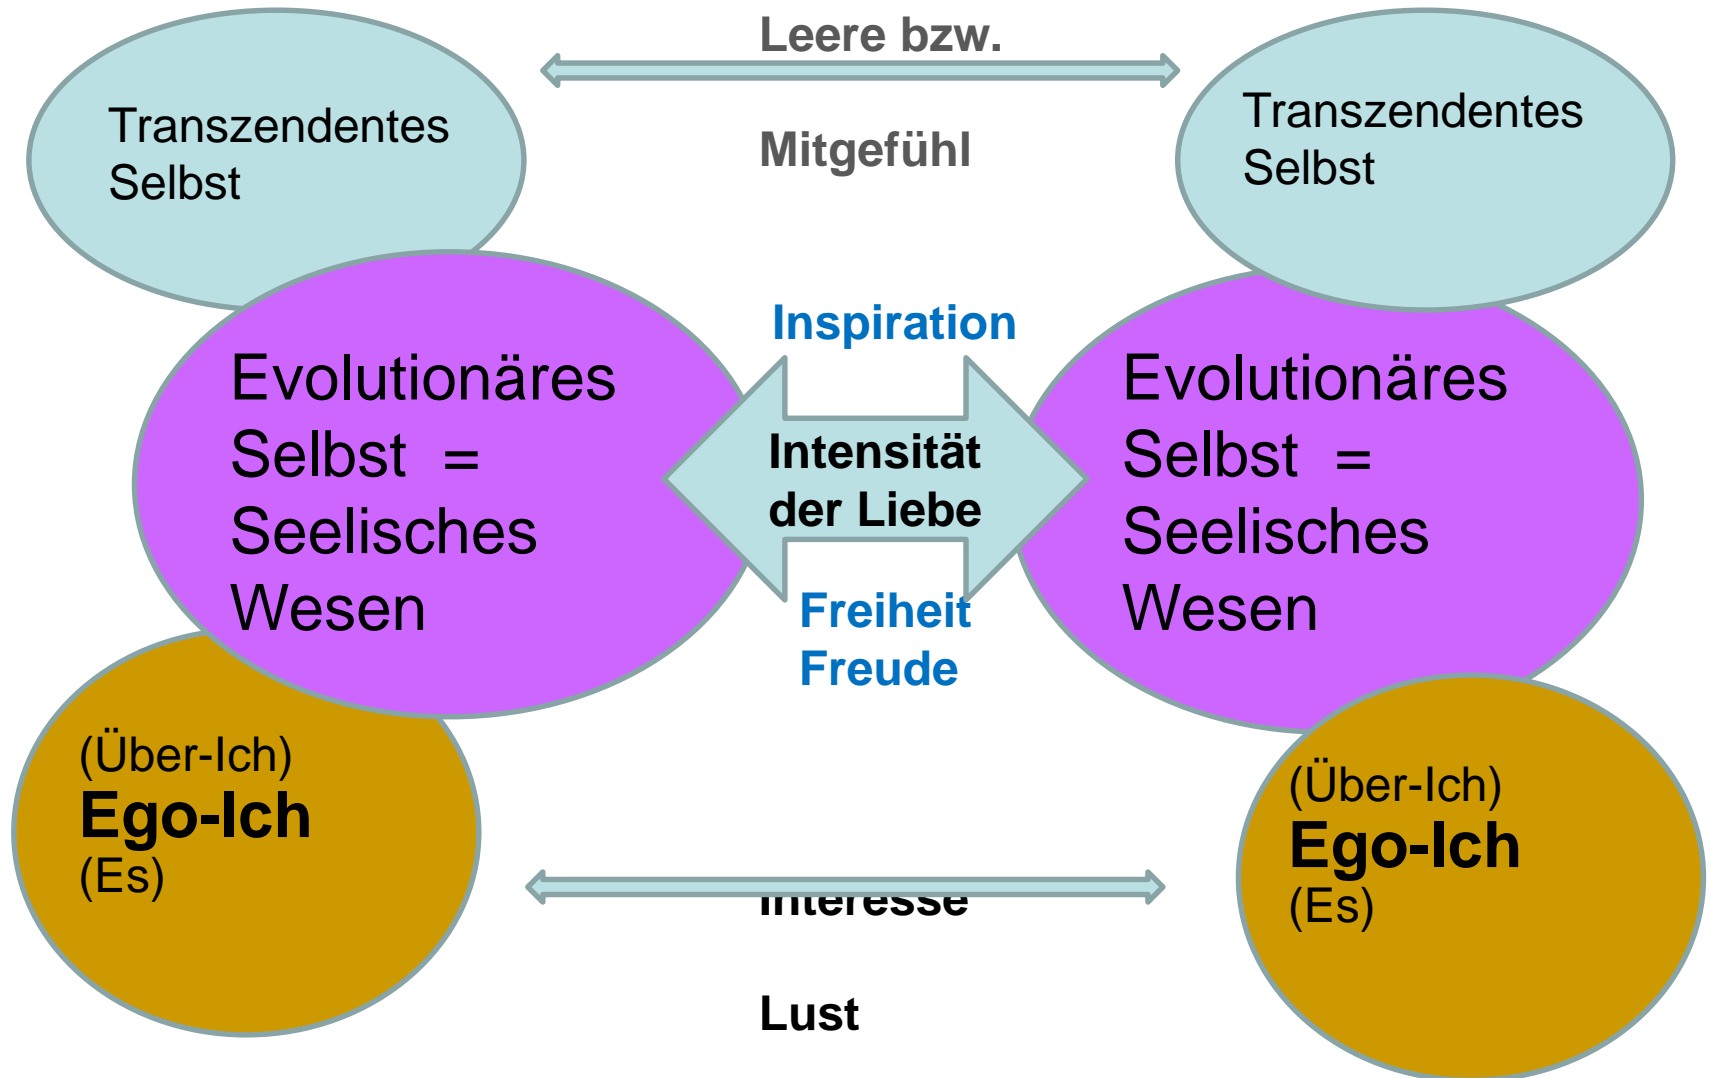 Leere bzw.
Mitgefühl
Transzendentes
Selbst
Transzendentes
Selbst
Inspiration
Evolutionäres
Selbst =
Seelisches
Wesen
Intensität
der Liebe
Evolutionäres
Selbst =
Seelisches
Wesen
Freiheit
Freude
(Über-Ich)
Ego-Ich
(Es)
(Über-Ich)
Ego-Ich
(Es)
Interesse
Lust